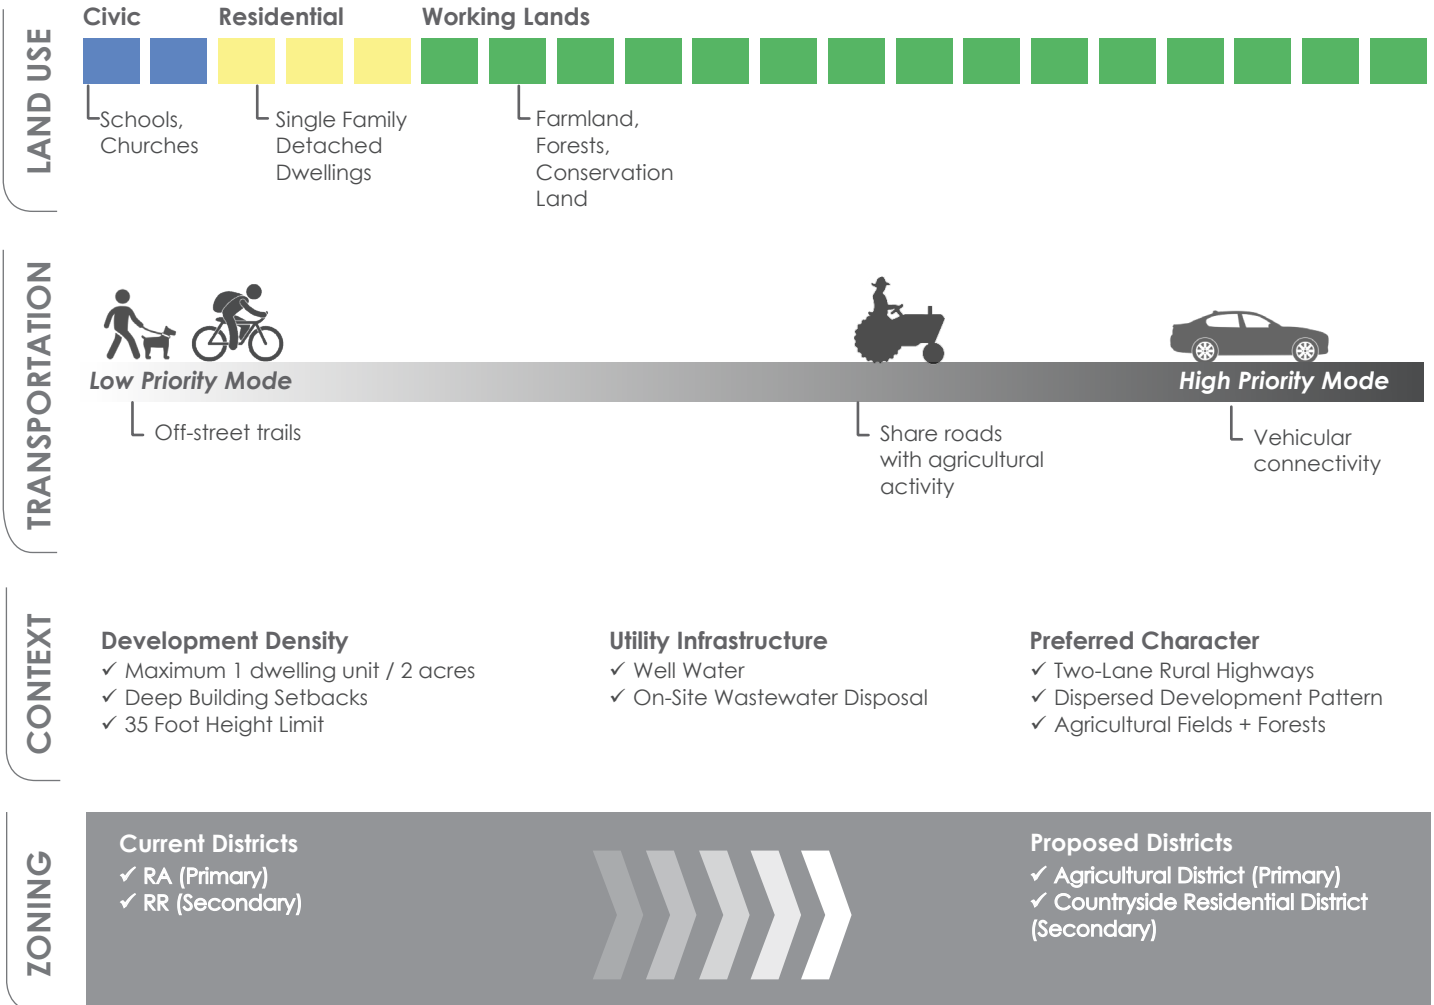 LAND USE
Civic
Residential
Working Lands
Schools,
Churches
Single Family
Detached
Dwellings
Farmland,
Forests,
Conservation
Land
TRANSPORTATION
Low Priority Mode
High Priority Mode
Off-street trails
Share roads
with agricultural
activity
Vehicular
connectivity
CONTEXT
Development Density
✓ Maximum 1 dwelling unit / 2 acres
✓ Deep Building Setbacks
✓ 35 Foot Height Limit
Utility Infrastructure
✓ Well Water
✓ On-Site Wastewater Disposal
Preferred Character
✓ Two-Lane Rural Highways
✓ Dispersed Development Pattern
✓ Agricultural Fields + Forests
ZONING
Current Districts
✓ RA (Primary)
✓ RR (Secondary)
Proposed Districts
✓ Agricultural District (Primary)
✓ Countryside Residential District
(Secondary)